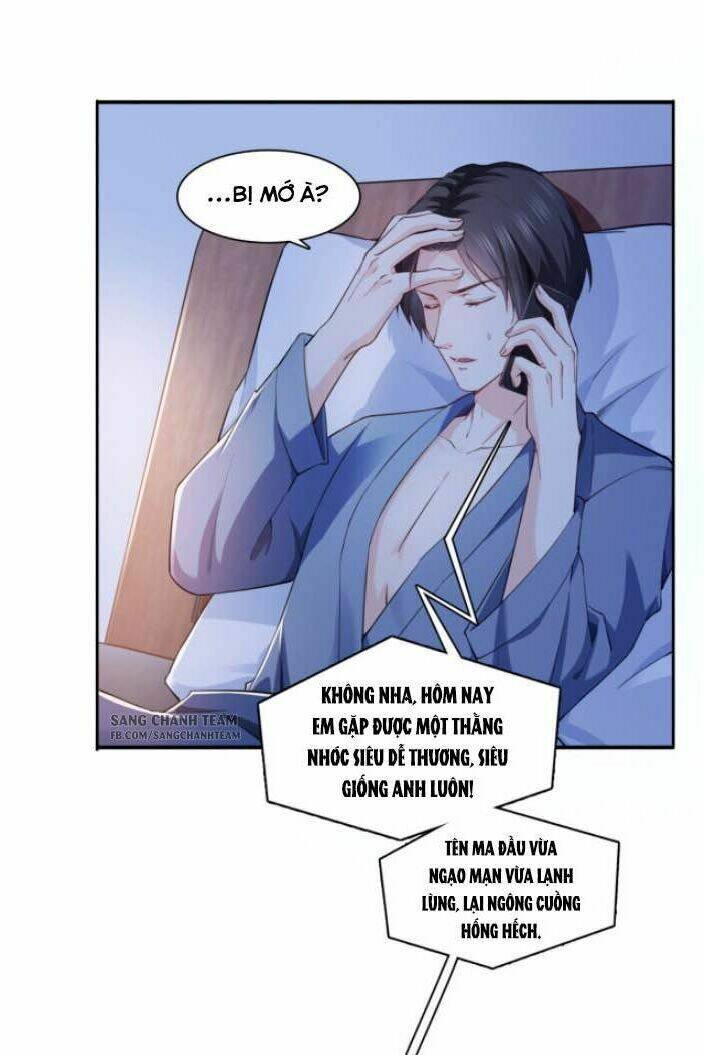 ...BỊ MỚ À?
KHÔNG NHA, HÔM NAY
EM GẶP ĐƯỢC MỘT THẰNG
NHÓC SIÊU DỄ THƯƠNG, SIÊU
GIỐNG ANH LUÔN!
SANG CHANH TEAM
FB.COM/SANGCHANHTEAM
TÊN MA ĐẦU VỪA
NGẠO MẠN VỪA LẠNH
LÙNG, LẠI NGÔNG CUỒNG
HỐNG HẾCH.